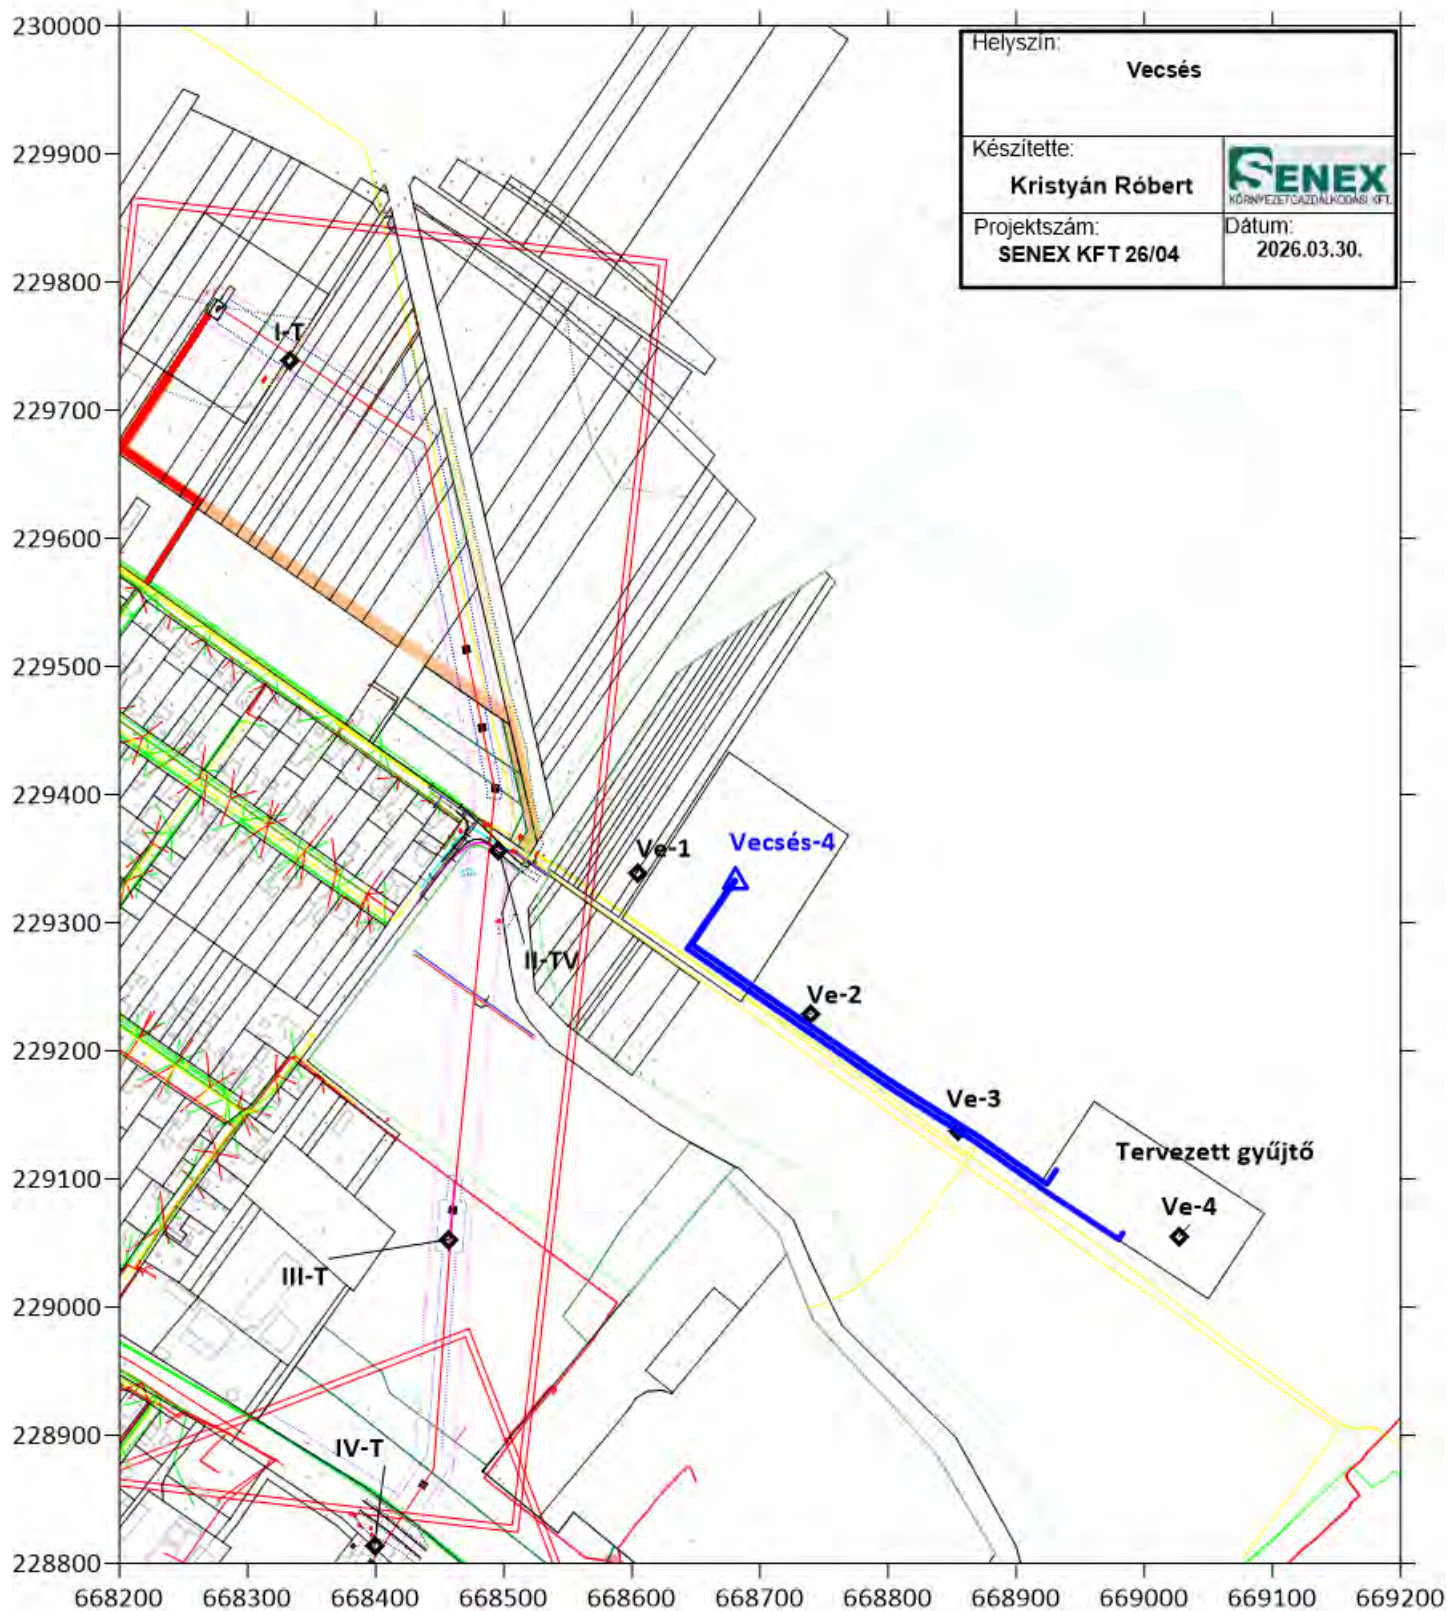 Helyszín:
Vecsés
Készítette:
Kristyán Róbert
SENEX
KÖRNYEZETGAZDÁLKODÁSI KFT.
Projektszám:
SENEX KFT 26/04
Dátum:
2026.03.30.
230000
229900
229800
229700
229600
229500
229400
229300
229200
229100
229000
228900
228800
I-T
Ve-1
Vecsés-4
II-TV
Ve-2
Ve-3
Tervezett gyűjtő
Ve-4
III-T
IV-T
668200 668300 668400 668500 668600 668700 668800 668900 669000 669100 669200